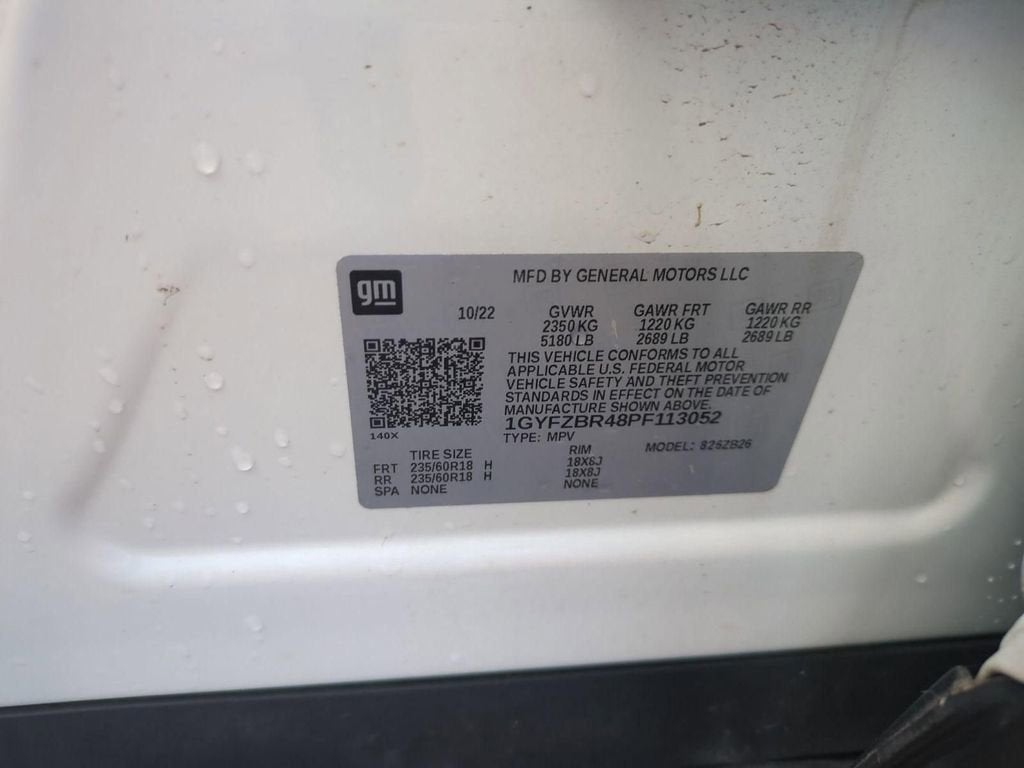 gm
MFD BY GENERAL MOTORS LLC
10/22 GVWR GAWR FRT GAWR RR
2350 KG 1220 KG 1220 KG
5180 LB 2689 LB 2689 LB
THIS VEHICLE CONFORMS TO ALL
APPLICABLE U.S. FEDERAL MOTOR
VEHICLE SAFETY AND THEFT PREVENTION
STANDARDS IN EFFECT ON THE DATE OF
MANUFACTURE SHOWN ABOVE.
1GYFZBR48PF113052
140X
TYPE: MPV MODEL: 826ZB26
TIRE SIZE RIM
FRT 235/60R18 H 18X8J
RR 235/60R18 H 18X8J
SPA NONE NONE